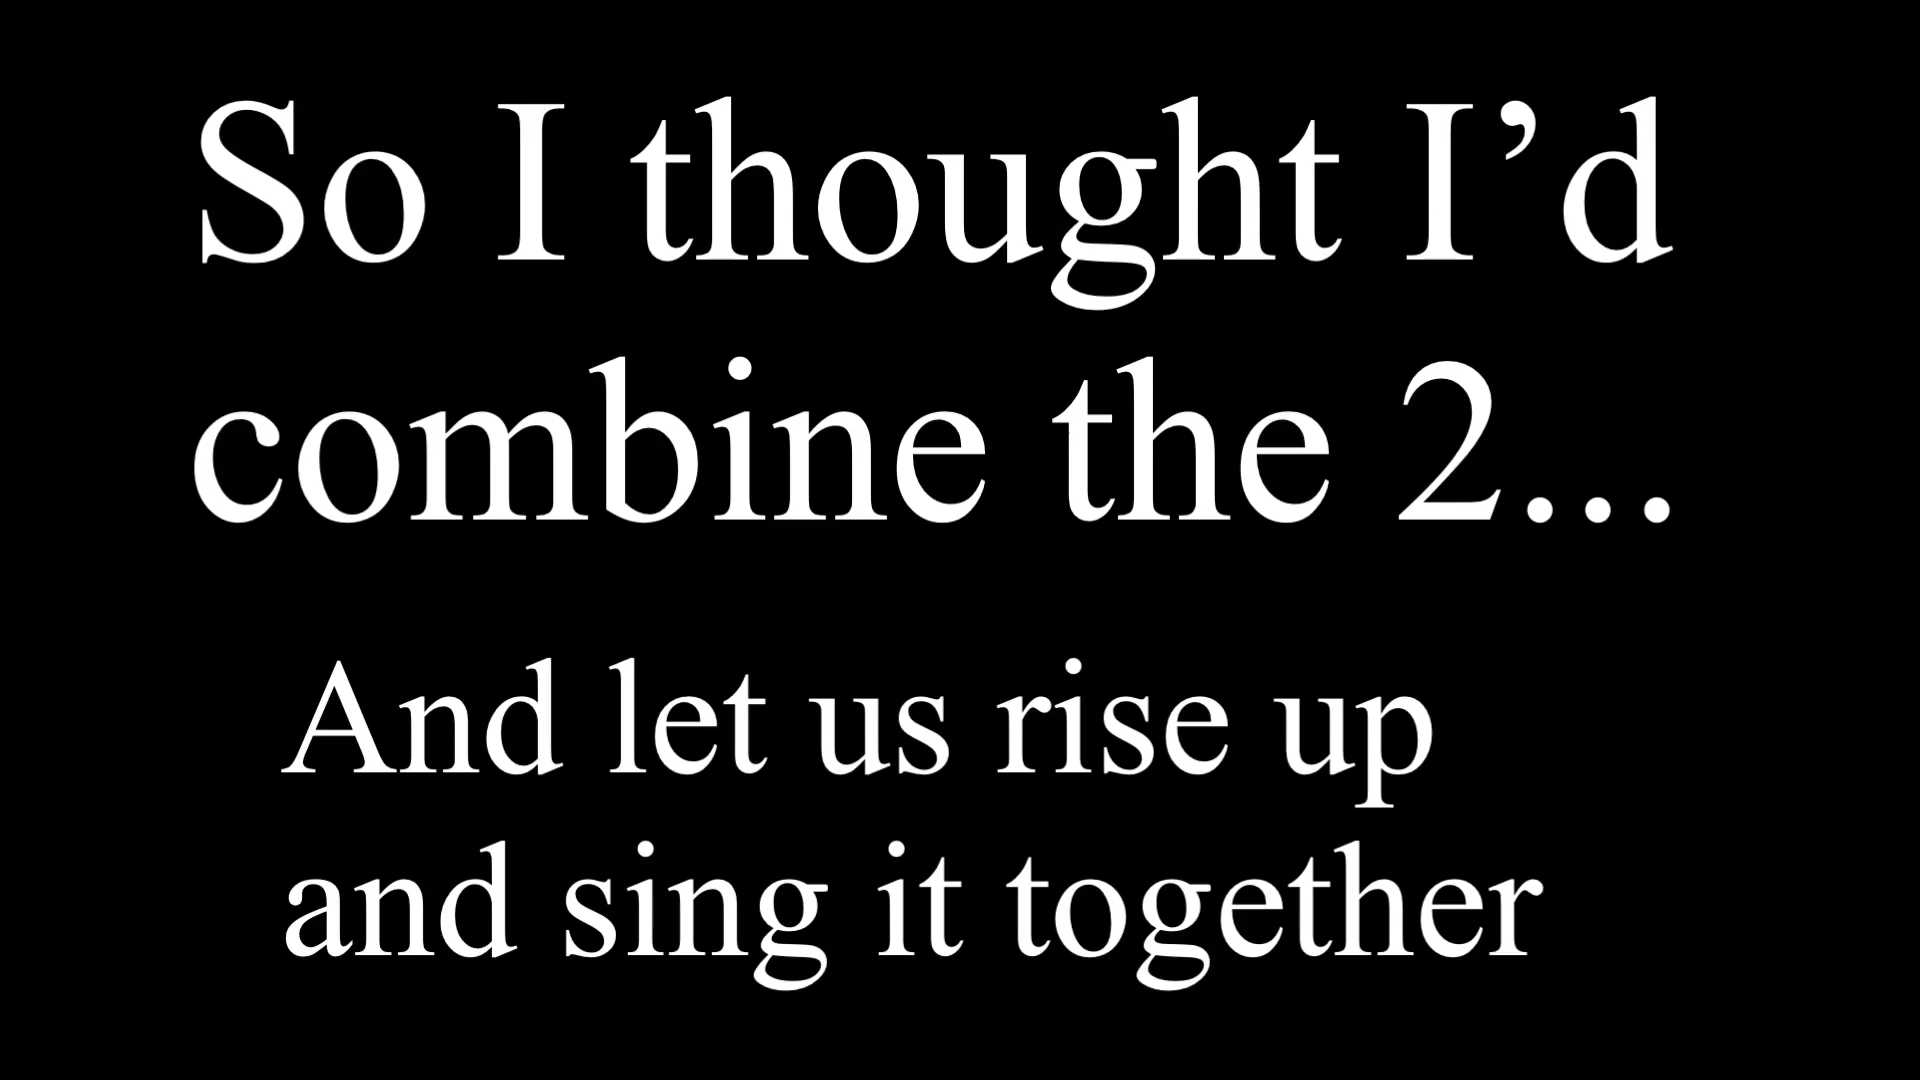 So I thought I’d
combine the 2...
And let us rise up
and sing it together